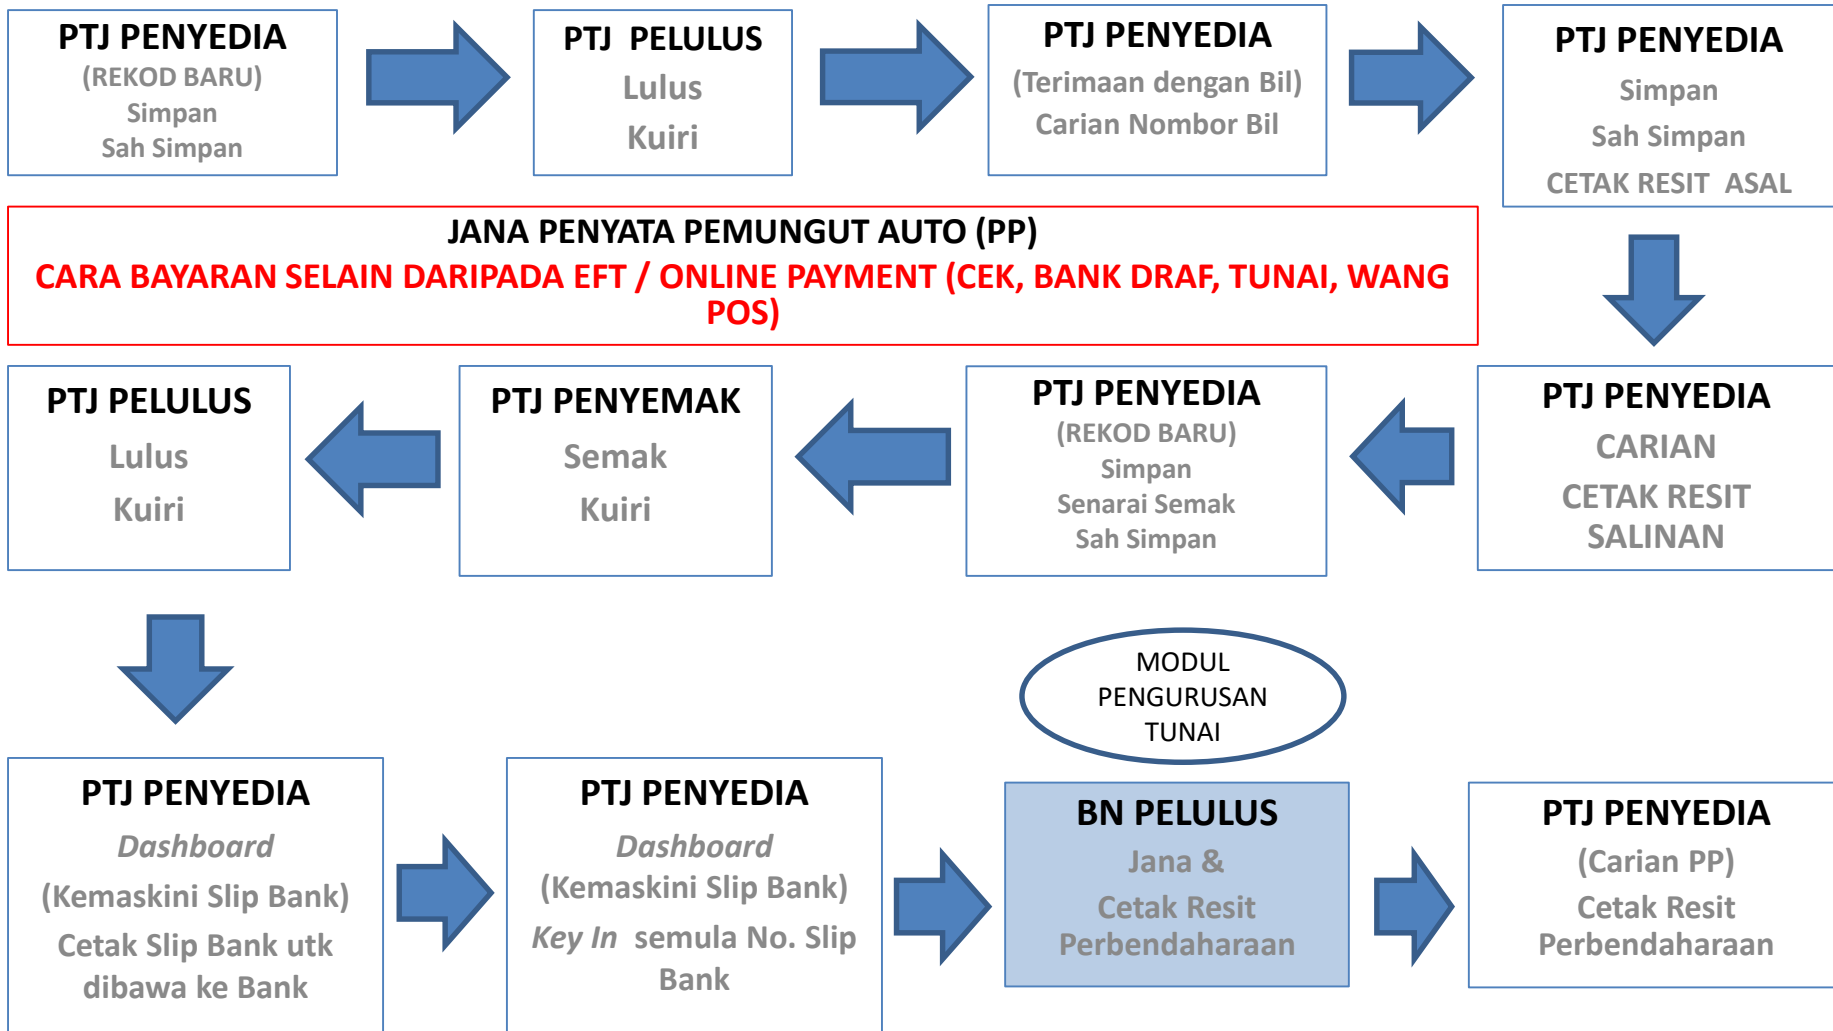 PTJ PENYEDIA
(REKOD BARU)
Simpan
Sah Simpan
PTJ PELULUS
Lulus
Kuiri
PTJ PENYEDIA
(Terimaan dengan Bil)
Carian Nombor Bil
PTJ PENYEDIA
Simpan
Sah Simpan
CETAK RESIT ASAL
JANA PENYATA PEMUNGUT AUTO (PP)
CARA BAYARAN SELAIN DARIPADA EFT / ONLINE PAYMENT (CEK, BANK DRAF, TUNAI, WANG
POS)
PTJ PENYEDIA
CARIAN
CETAK RESIT
SALINAN
PTJ PENYEDIA
(REKOD BARU)
Simpan
Senarai Semak
Sah Simpan
PTJ PENYEMAK
Semak
Kuiri
PTJ PELULUS
Lulus
Kuiri
PTJ PENYEDIA
Dashboard
(Kemaskini Slip Bank)
Cetak Slip Bank utk
dibawa ke Bank
PTJ PENYEDIA
Dashboard
(Kemaskini Slip Bank)
Key In semula No. Slip
Bank
MODUL
PENGURUSAN
TUNAI
BN PELULUS
Jana &
Cetak Resit
Perbendaharaan
PTJ PENYEDIA
(Carian PP)
Cetak Resit
Perbendaharaan